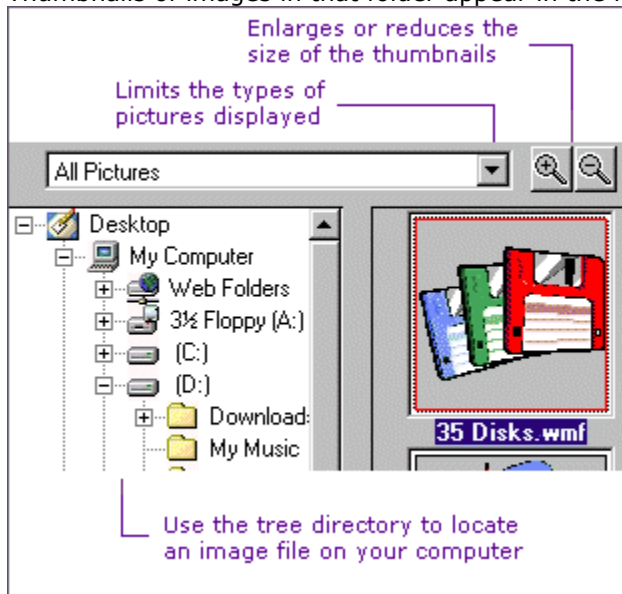 Thumbnails of images in that folder appear in the
Enlarges or reduces the
size of the thumbnails
Limits the types of
pictures displayed
All Pictures
Desktop
My Computer
Web Folders
3½ Floppy (A:)
(C:)
(D:)
Download
My Music
35 Disks.wmf
Use the tree directory to locate
an image file on your computer